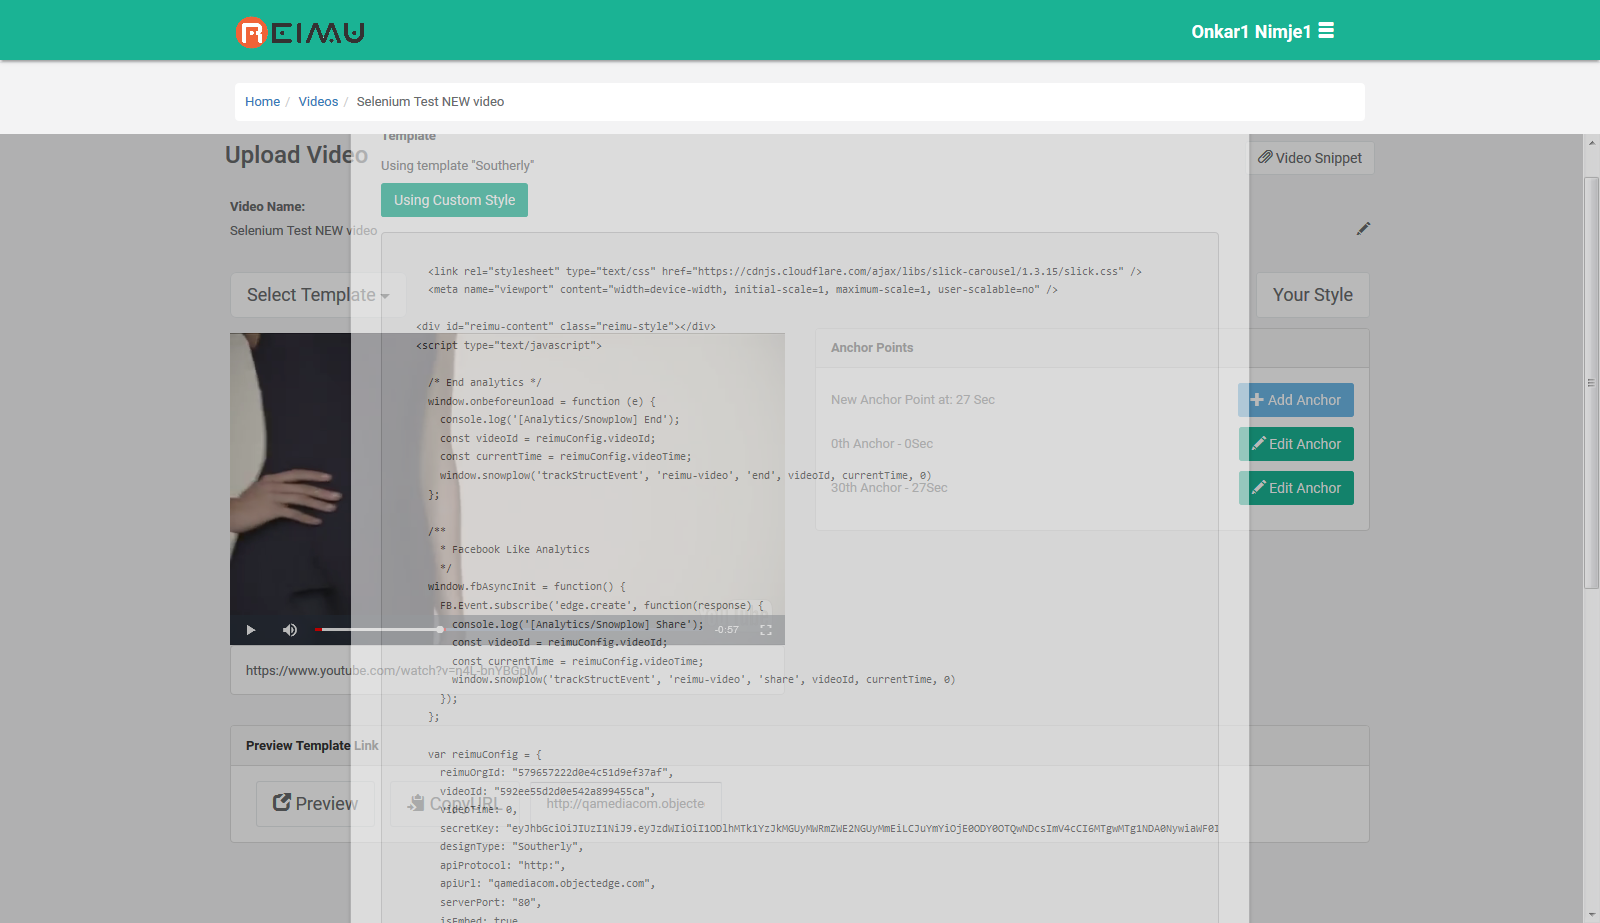 REIMU
Onkar1 Nimje1
Home / Videos / Selenium Test NEW video
Template
Upload Video
Video Snippet
Using template "Southerly"
Using Custom Style
Video Name:
Selenium Test NEW video
<link rel="stylesheet" type="text/css" href="https://cdnjs.cloudflare.com/ajax/libs/slick-carousel/1.3.15/slick.css" />
<meta name="viewport" content="width=device-width, initial-scale=1, maximum-scale=1, user-scalable=no" />
Select Template
Your Style
<div id="reimu-content" class="reimu-style"></div>
<script type="text/javascript">
Anchor Points
/* End analytics */
window.onbeforeunload = function (e) {
New Anchor Point at: 27 Sec
Add Anchor
console.log('[Analytics/Snowplow] End');
const videoId = reimuConfig.videoId;
0th Anchor - 0Sec
Edit Anchor
const currentTime = reimuConfig.videoTime;
window.snowplow('trackStructEvent', 'reimu-video', 'end', videoId, currentTime, 0)
30th Anchor - 27Sec
Edit Anchor
};
/**
* Facebook Like Analytics
*/
window.fbAsyncInit = function() {
FB.Event.subscribe('edge.create', function(response) {
console.log('[Analytics/Snowplow] Share');
-0:57
const videoId = reimuConfig.videoId;
const currentTime = reimuConfig.videoTime;
https://www.youtube.com/watch?v=n4L-bnYBGpM
window.snowplow('trackStructEvent', 'reimu-video', 'share', videoId, currentTime, 0)
});
};
Preview Template Link
var reimuConfig = {
reimuOrgId: "579657222d0e4c51d9ef37af",
videoId: "592ee55d2d0e542a899455ca",
Preview
CopyURL
http://qamediacom.objecte
videoTime: 0,
secretKey: "eyJhbGciOiJIUzI1NiJ9.eyJzdWIiOiI1ODlhMTk1YzJkMGUyMWRmZWE2NGUyMmEiLCJuYmYiOjE0ODY0OTQwNDcsImV4cCI6MTgwMTg1NDA0NywiaWF0I
designType: "Southerly",
apiProtocol: "http:",
apiUrl: "qamediacom.objectedge.com",
serverPort: "80",
isEmbed: true